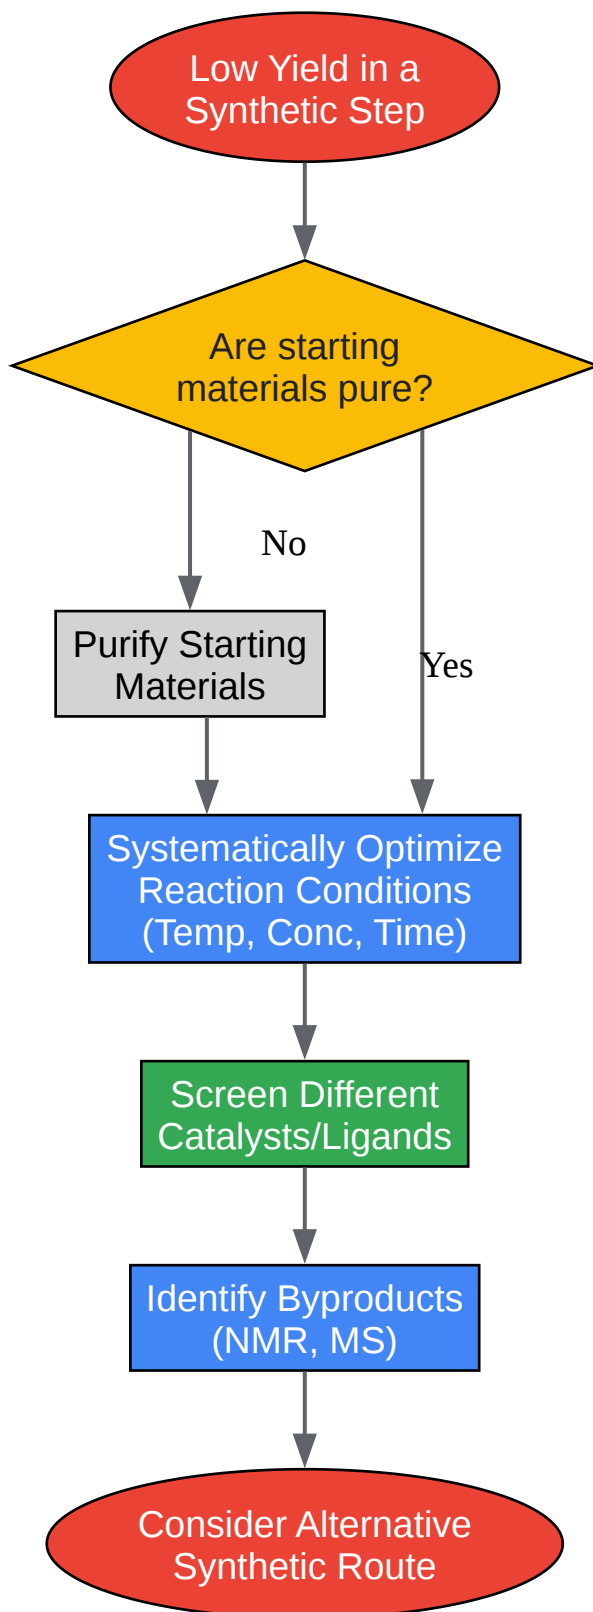 Low Yield in a
Synthetic Step
Are starting
materials pure?
No
Purify Starting
Materials
Yes
Systematically Optimize
Reaction Conditions
(Temp, Conc, Time)
Screen Different
Catalysts/Ligands
Identify Byproducts
(NMR, MS)
Consider Alternative
Synthetic Route